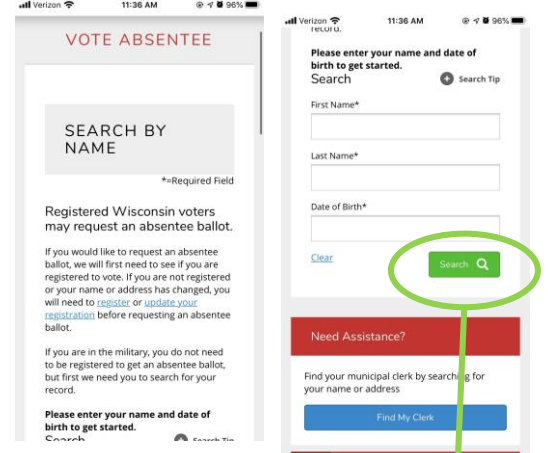 Verizon 11:36 AM 96%
VOTE ABSENTEE
SEARCH BY
NAME
*=Required Field
Registered Wisconsin voters
may request an absentee ballot.
If you would like to request an absentee
ballot, we will first need to see if you are
registered to vote. If you are not registered
or your name or address has changed, you
will need to register or update your
registration before requesting an absentee
ballot.
If you are in the military, you do not need
to be registered to get an absentee ballot,
but first we need you to search for your
record.
Please enter your name and date of
birth to get started.
Search Search Tip
Verizon 11:36 AM 96%
record.
Please enter your name and date of
birth to get started.
Search Search Tip
First Name*
Last Name*
Date of Birth*
Clear Search
Need Assistance?
Find your municipal clerk by searching for
your name or address
Find My Clerk